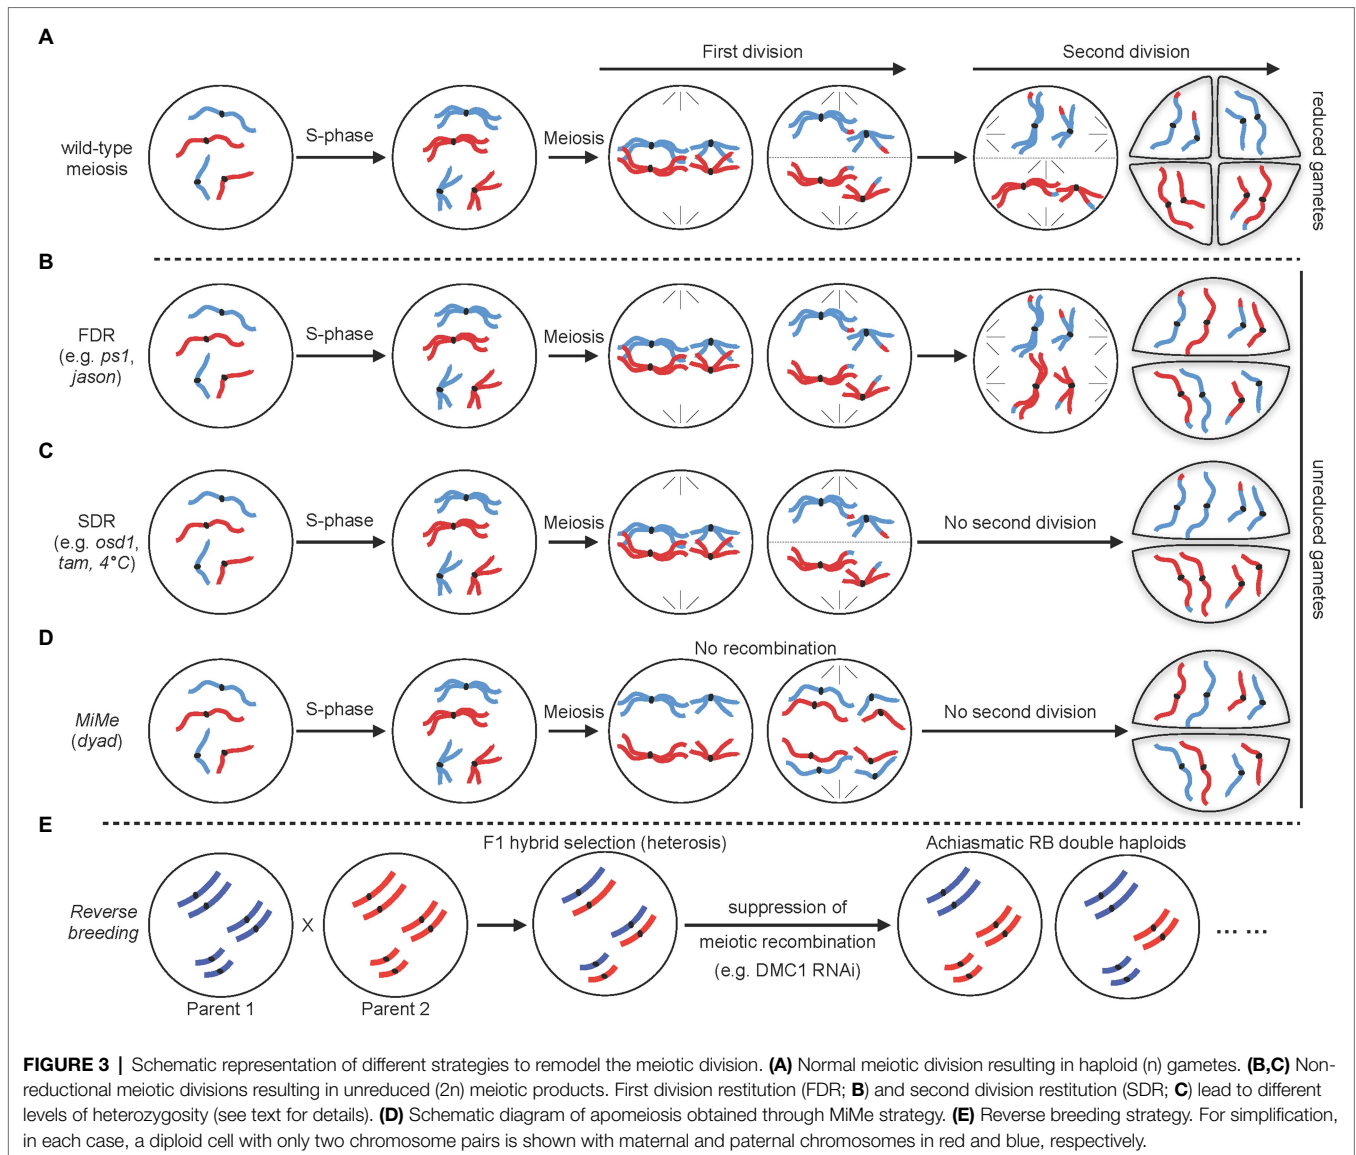 A
First division
Second division
wild-type
meiosis
S-phase
Meiosis
reduced gametes
B
FDR
(e.g. ps1,
jason)
S-phase
Meiosis
C
SDR
(e.g. osd1,
tam, 4°C)
S-phase
Meiosis
No second division
unreduced gametes
D
No recombination
MiMe
(dyad)
S-phase
Meiosis
No second division
E
F1 hybrid selection (heterosis)
Achiasmatic RB double haploids
Reverse
breeding
X
suppression of
meiotic recombination
(e.g. DMC1 RNAi)
... ...
Parent 1
Parent 2
FIGURE 3 | Schematic representation of different strategies to remodel the meiotic division. (A) Normal meiotic division resulting in haploid (n) gametes. (B,C) Non-
reductional meiotic divisions resulting in unreduced (2n) meiotic products. First division restitution (FDR; B) and second division restitution (SDR; C) lead to different
levels of heterozygosity (see text for details). (D) Schematic diagram of apomeiosis obtained through MiMe strategy. (E) Reverse breeding strategy. For simplification,
in each case, a diploid cell with only two chromosome pairs is shown with maternal and paternal chromosomes in red and blue, respectively.